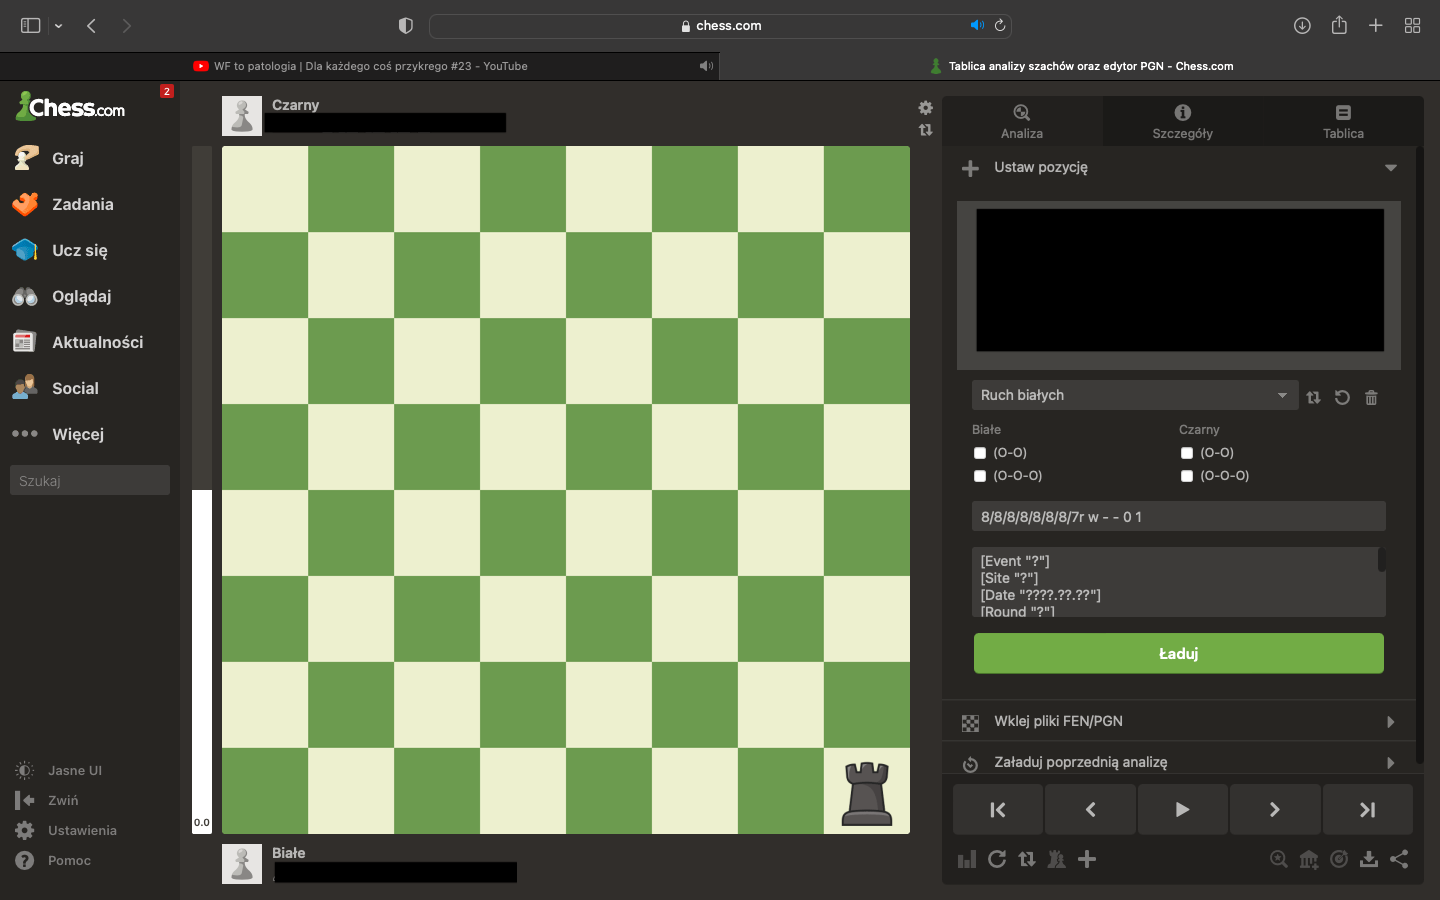 chess.com
WF to patologia | Dla każdego coś przykrego #23 - YouTube
Tablica analizy szachów oraz edytor PGN - Chess.com
Chess.com
2
Graj
Zadania
Ucz się
Oglądaj
Aktualności
Social
Więcej
Szukaj
Jasne UI
Zwiń
Ustawienia
Pomoc
Czarny
0.0
Białe
Analiza
Szczegóły
Tablica
Ustaw pozycję
Ruch białych
Białe
Czarny
(O-O)
(O-O)
(O-O-O)
(O-O-O)
8/8/8/8/8/8/8/7r w - - 0 1
[Event "?"]
[Site "?"]
[Date "????.??.??"]
[Round "?"]
Ładuj
Wklej pliki FEN/PGN
Załaduj poprzednią analizę